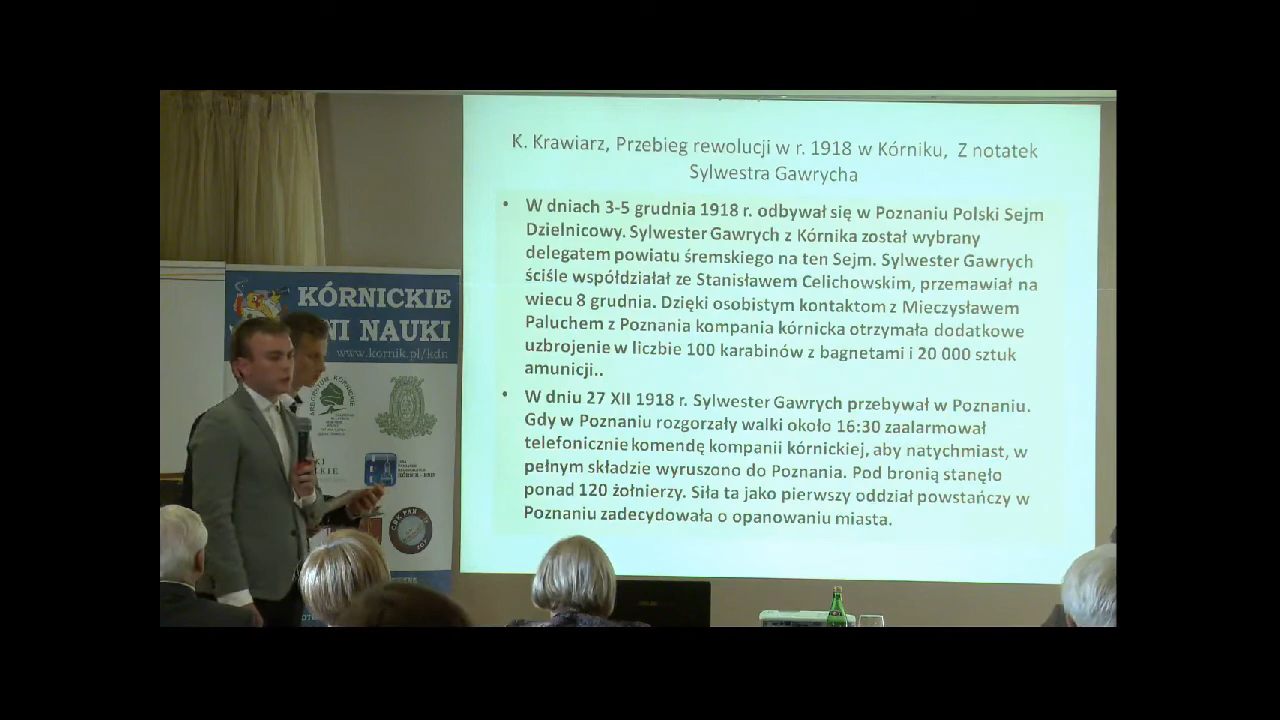 K. Krawiarz, Przebieg rewolucji w r. 1918 w Kórniku, Z notatek
Sylwestra Gawrycha
• W dniach 3-5 grudnia 1918 r. odbywał się w Poznaniu Polski Sejm
Dzielnicowy. Sylwester Gawrych z Kórnika został wybrany
delegatem powiatu śremskiego na ten Sejm. Sylwester Gawrych
ściśle współdziałał ze Stanisławem Celichowskim, przemawiał na
wiecu 8 grudnia. Dzięki osobistym kontaktom z Mieczysławem
Paluchem z Poznania kompania kórnicka otrzymała dodatkowe
uzbrojenie w liczbie 100 karabinów z bagnetami i 20 000 sztuk
amunicji..
• W dniu 27 XII 1918 r. Sylwester Gawrych przebywał w Poznaniu.
Gdy w Poznaniu rozgorzały walki około 16:30 zaalarmował
telefonicznie komendę kompanii kórnickiej, aby natychmiast, w
pełnym składzie wyruszono do Poznania. Pod bronią stanęło
ponad 120 żołnierzy. Siła ta jako pierwszy oddział powstańczy w
Poznaniu zadecydowała o opanowaniu miasta.
KÓRNICKIE
NI NAUKI
www.kornik.pl/kdn